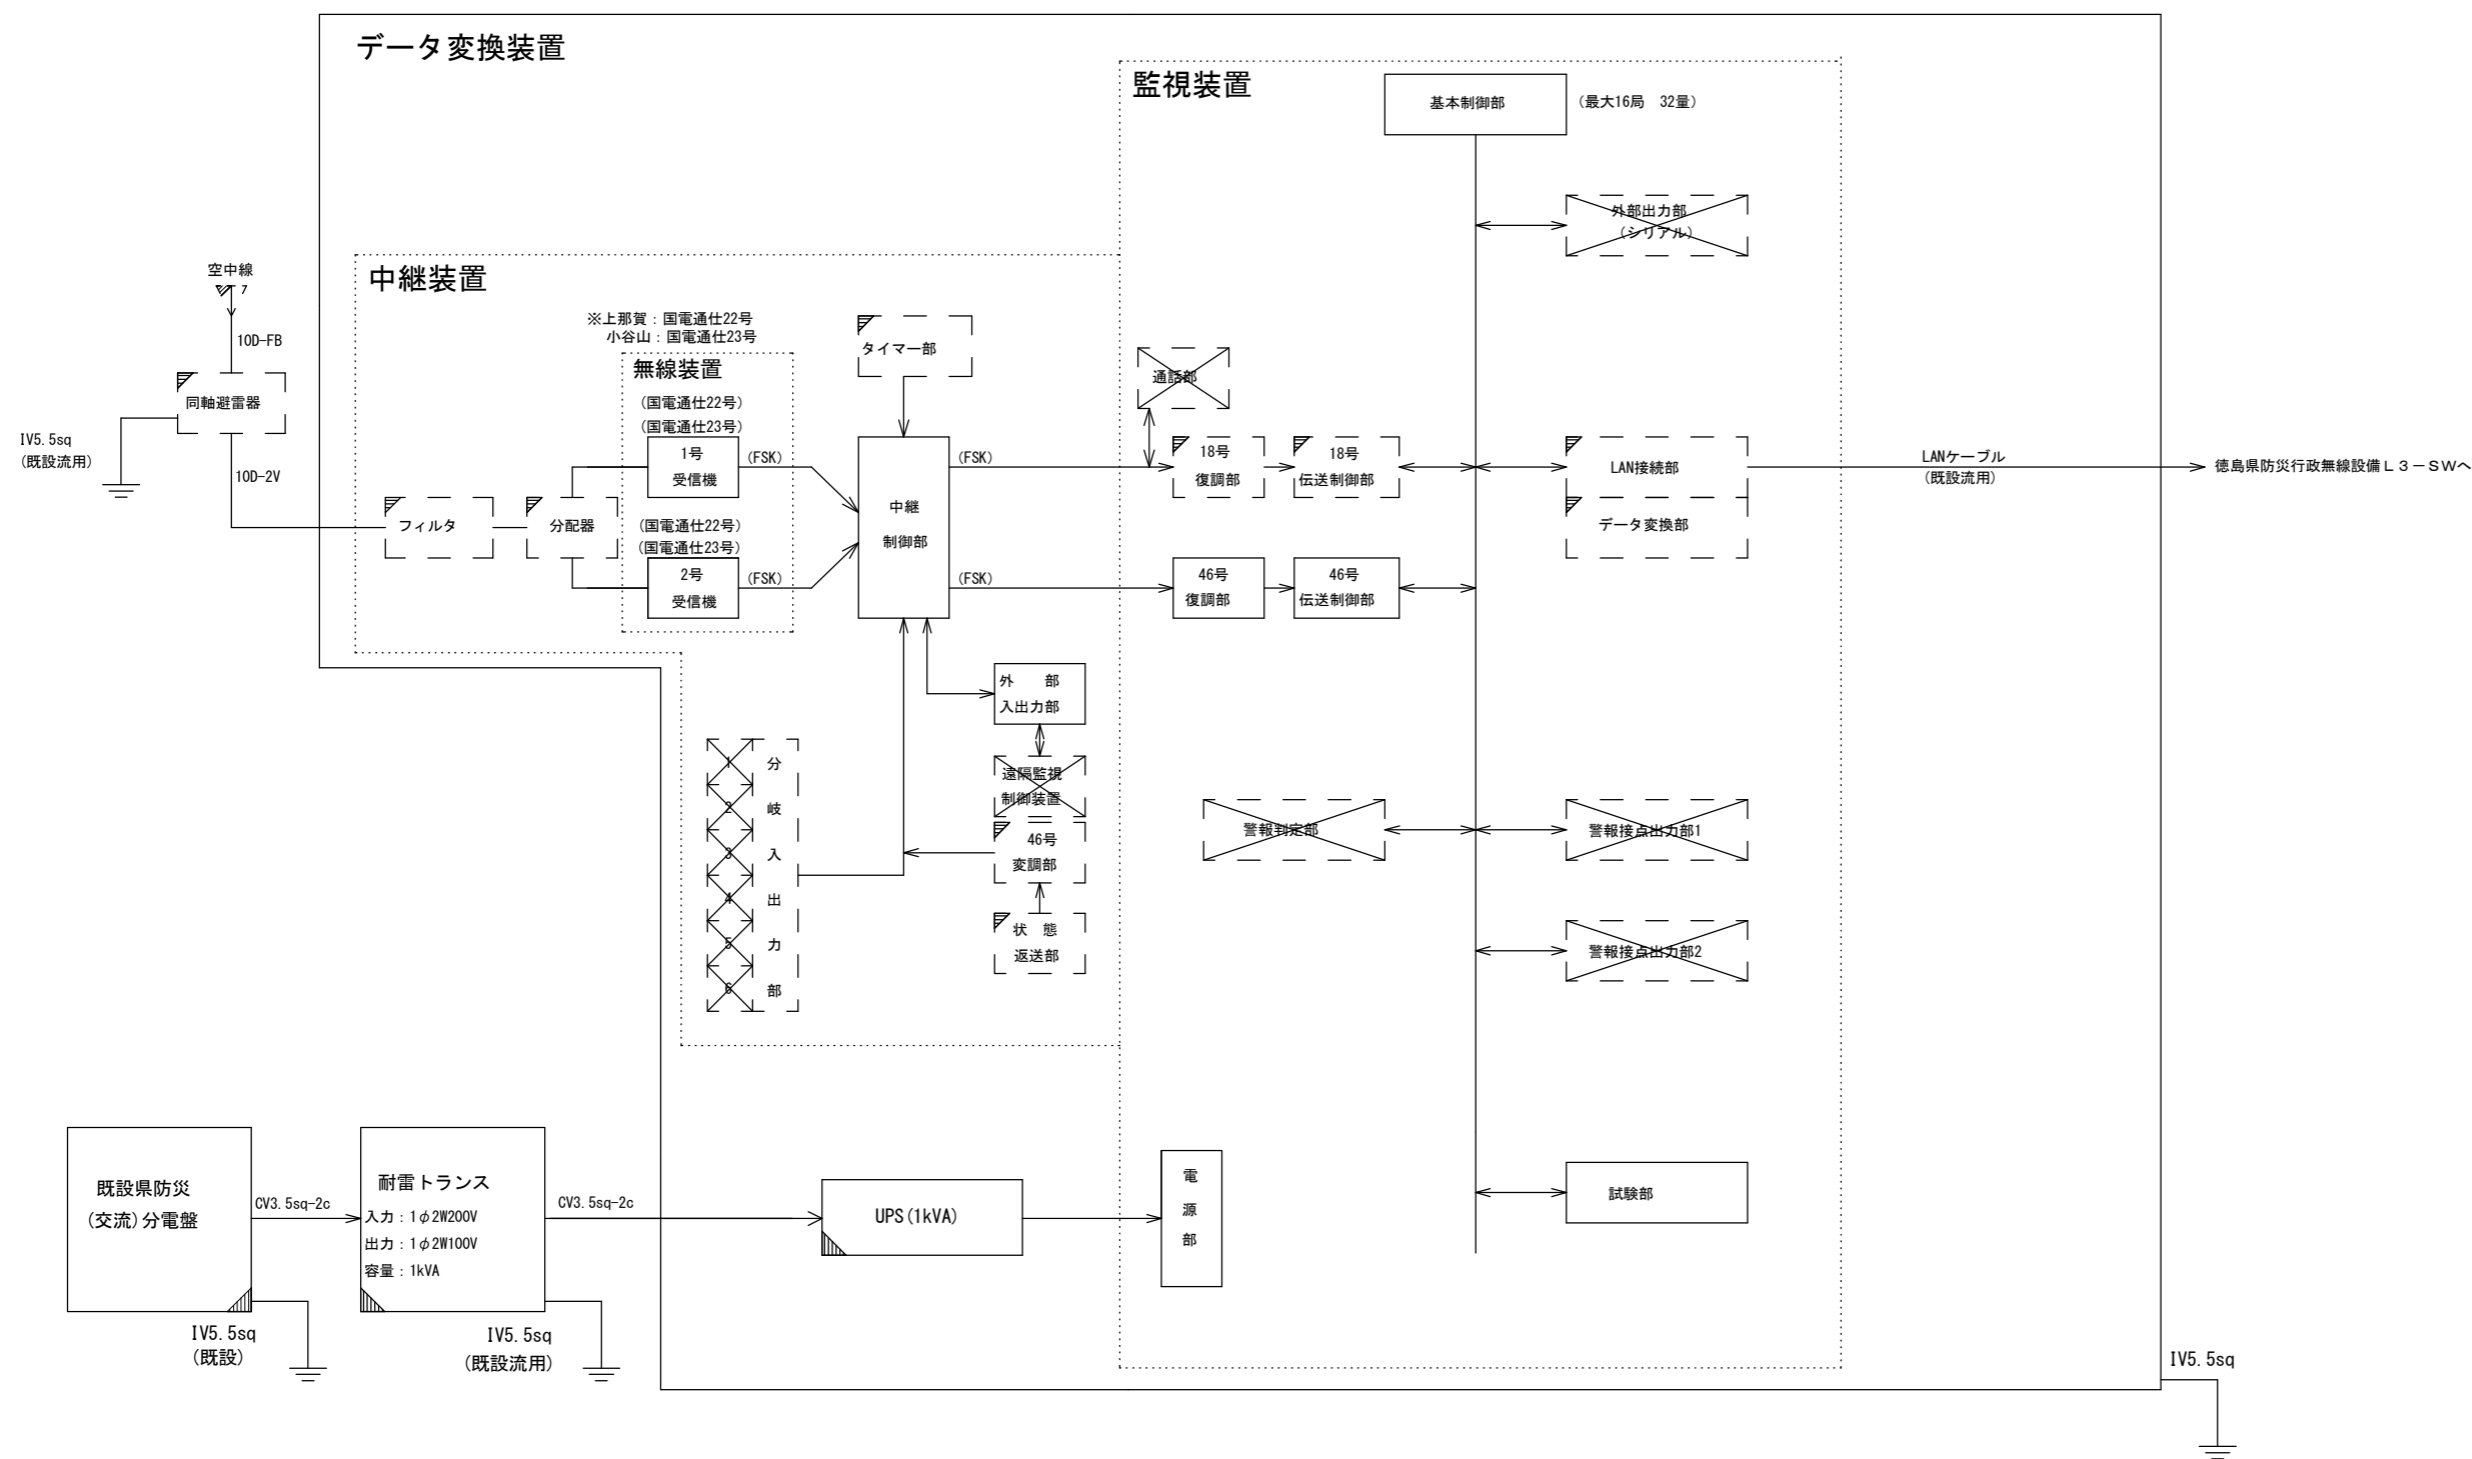 データ変換装置
監視装置
基本制御部
(最大16局　32量)
外部出力部
(シリアル)
空中線
7
10D-FB
同軸避雷器
IV5.5sq
(既設流用)
10D-2V
中継装置
※上那賀：国電通仕22号
小谷山：国電通仕23号
無線装置
(国電通仕22号)
(国電通仕23号)
1号
受信機
(FSK)
フィルタ
分配器
(国電通仕22号)
(国電通仕23号)
2号
受信機
(FSK)
タイマー部
中継
制御部
(FSK)
(FSK)
通話部
18号
復調部
18号
伝送制御部
LAN接続部
データ変換部
LANケーブル
(既設流用)
徳島県防災行政無線設備Ｌ３－ＳＷへ
46号
復調部
46号
伝送制御部
外　　部
入出力部
遠隔監視
制御装置
46号
変調部
状　態
返送部
1 分
2 岐
3 入
4 出
5 力
6 部
警報判定部
警報接点出力部1
警報接点出力部2
既設県防災
(交流)分電盤
CV3.5sq-2c
耐雷トランス
入力：1φ2W200V
出力：1φ2W100V
容量：1kVA
CV3.5sq-2c
UPS(1kVA)
電
源
部
試験部
IV5.5sq
(既設)
IV5.5sq
(既設流用)
IV5.5sq